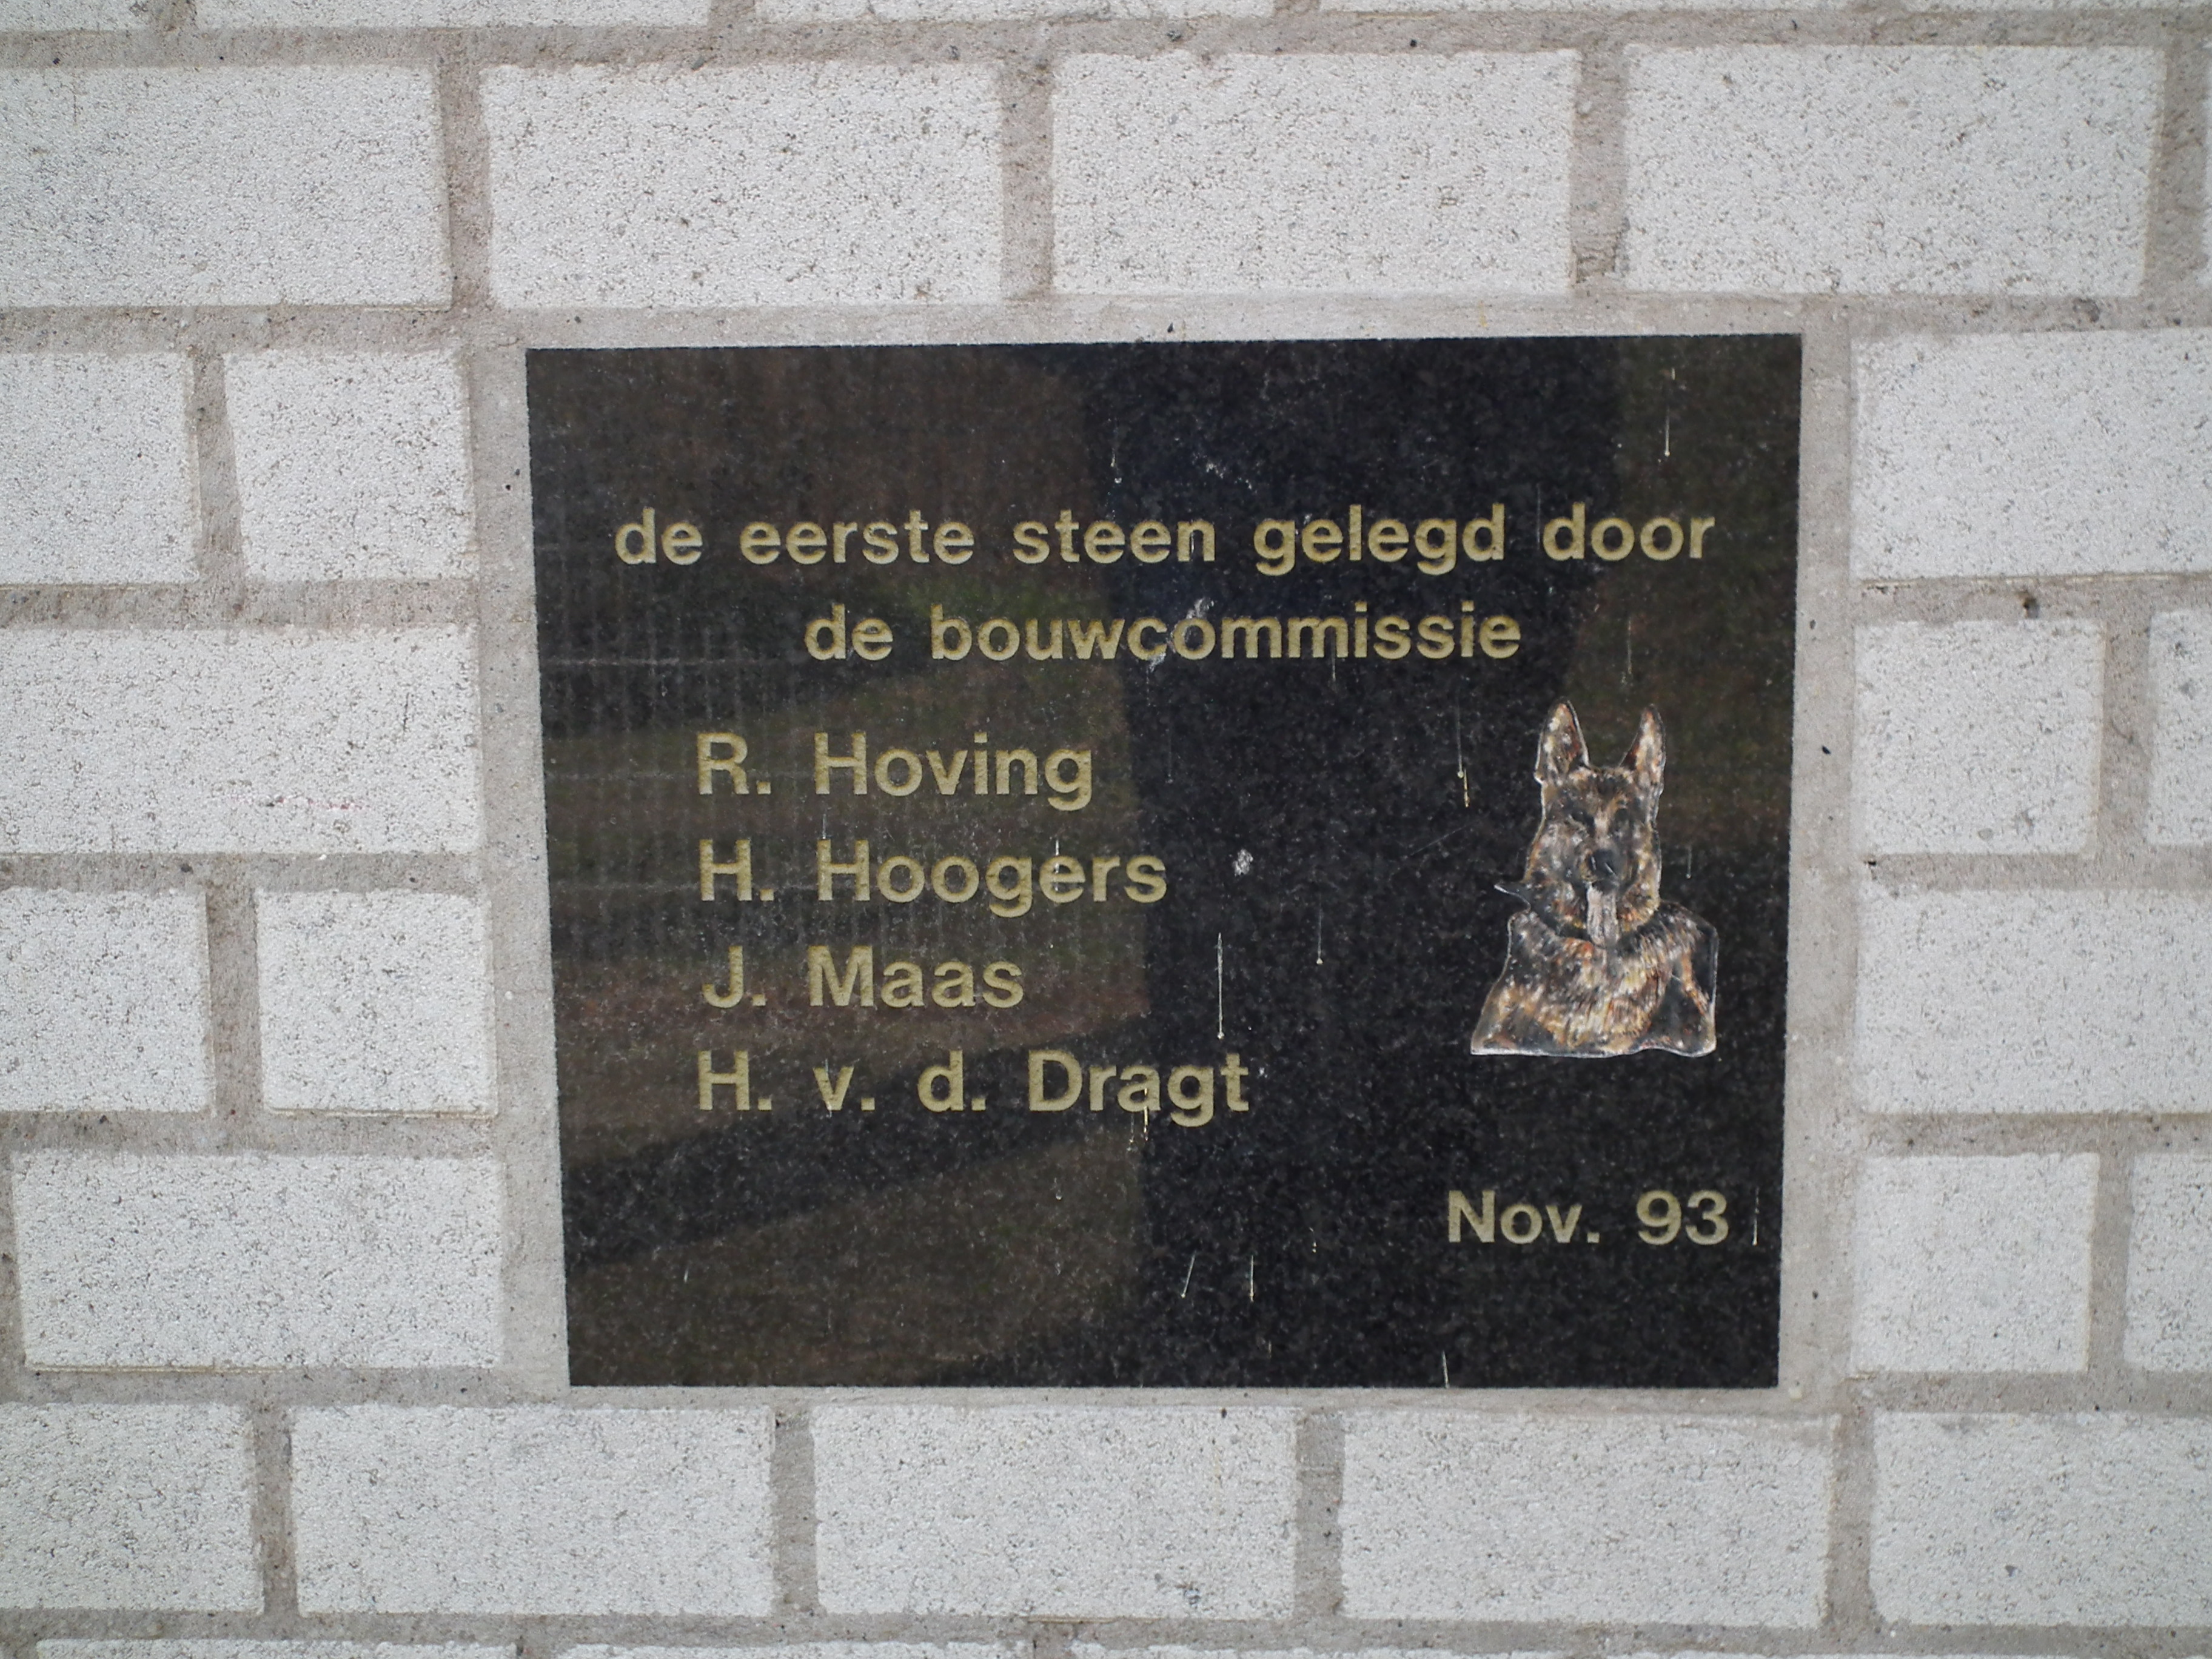 de eerste steen gelegd door
de bouwcommissie
R. Hoving
H. Hoogers
J. Maas
H. v. d. Dragt
Nov. 93